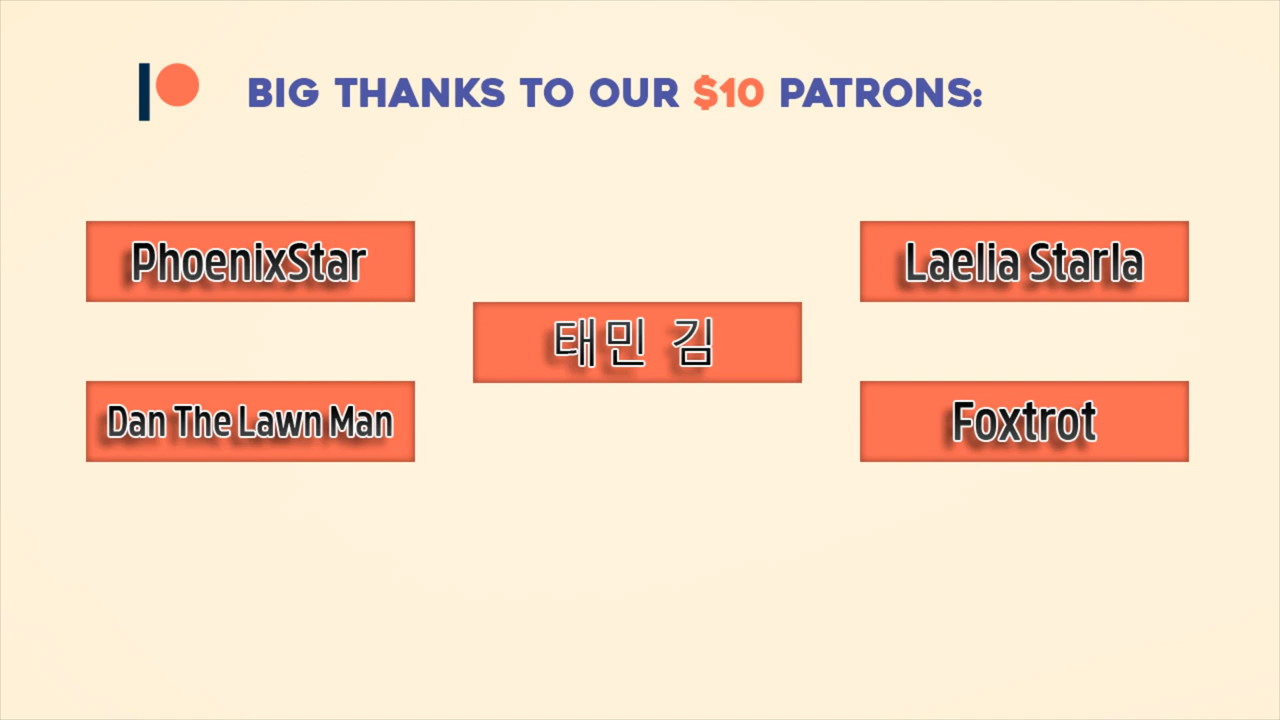 BIG THANKS TO OUR $10 PATRONS:
PhoenixStar
Laelia Starla
태민 김
Dan The Lawn Man
Foxtrot